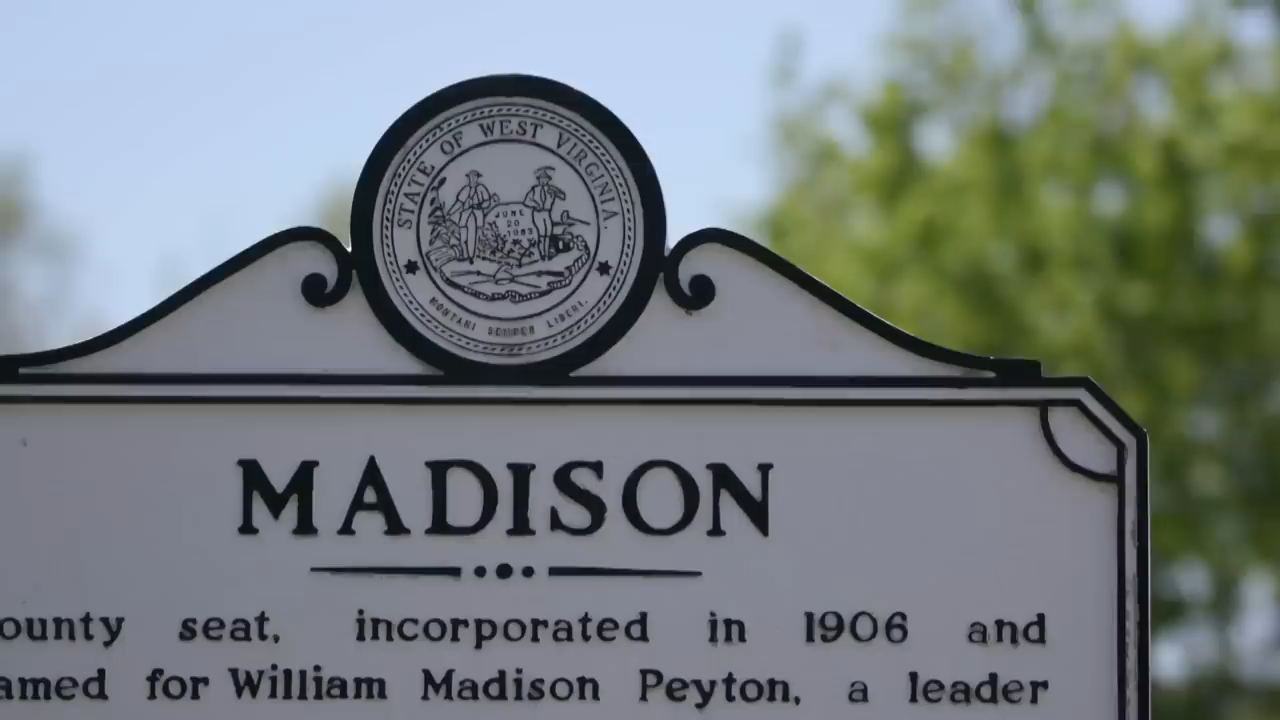 STATE OF WEST VIRGINIA.
JUNE
20
1863
MONTANI SEMPER LIBERI.
MADISON
ounty seat, incorporated in 1906 and
amed for William Madison Peyton, a leader